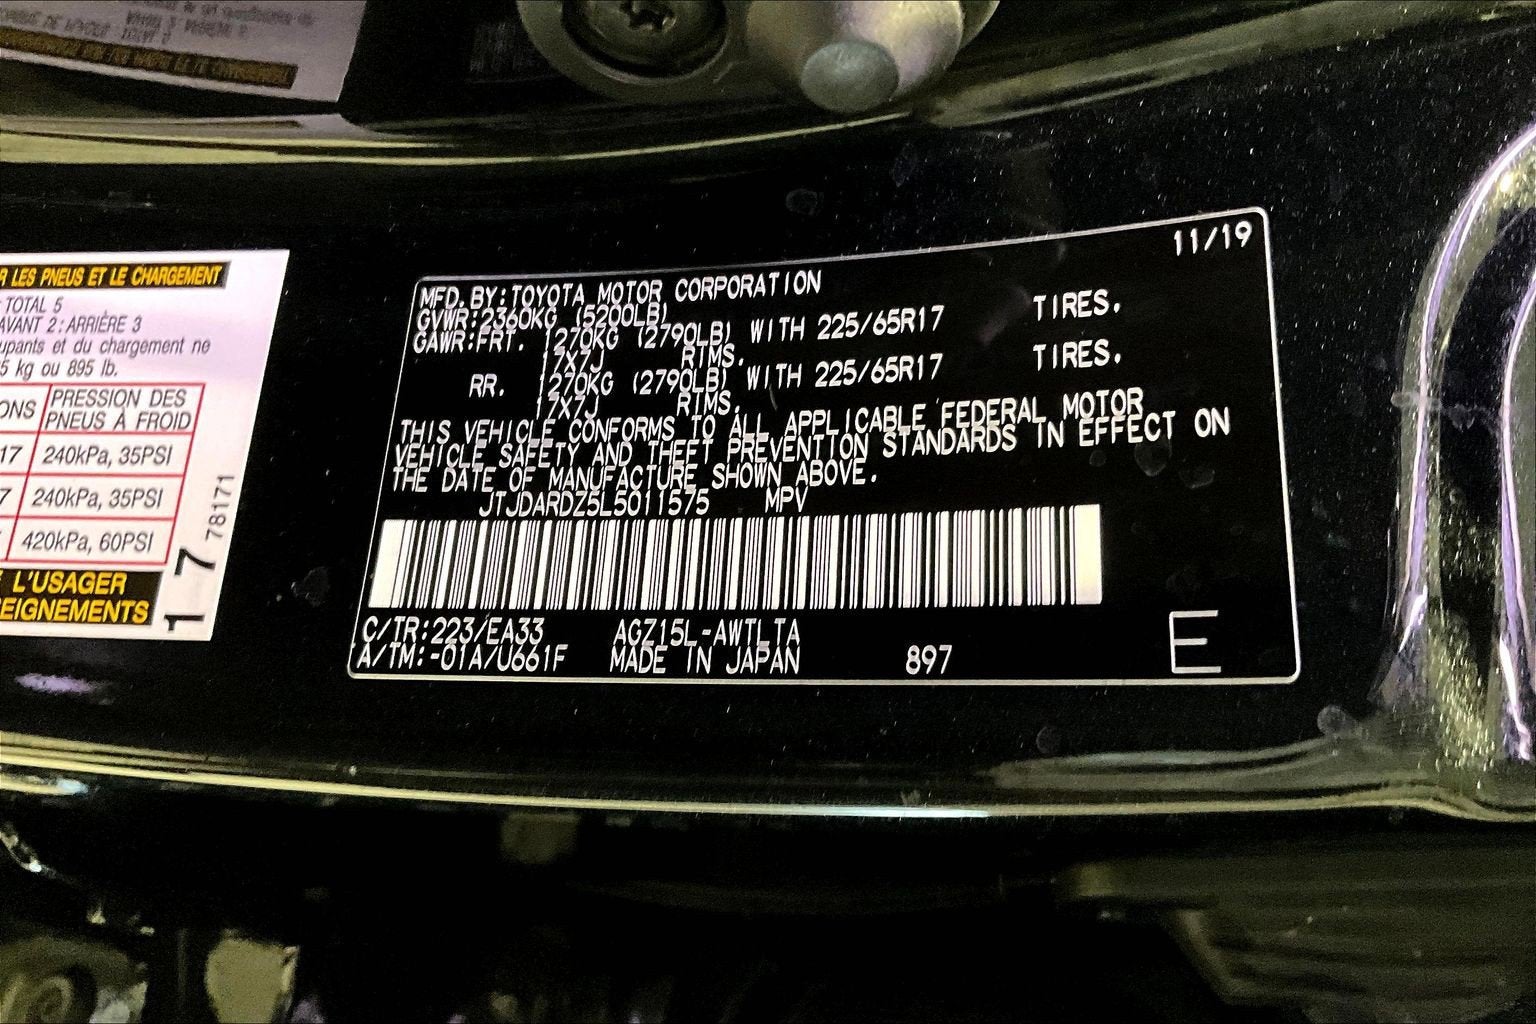 R LES PNEUS ET LE CHARGEMENT
TOTAL 5
AVANT 2: ARRIÈRE 3
upants et du chargement ne
5 kg ou 895 lb.
ONS PRESSION DES PNEUS À FROID
17 240kPa, 35PSI
7 240kPa, 35PSI
420kPa, 60PSI
L'USAGER
EIGNEMENTS
17
78171
11/19
MFD. BY: TOYOTA MOTOR CORPORATION
GVWR: 2360KG (5200LB)
GAWR: FRT. 1270KG (2790LB) WITH 225/65R17 TIRES.
17X7J RIMS.
RR. 1270KG (2790LB) WITH 225/65R17 TIRES.
17X7J RIMS.
THIS VEHICLE CONFORMS TO ALL APPLICABLE FEDERAL MOTOR
VEHICLE SAFETY AND THEFT PREVENTION STANDARDS IN EFFECT ON
THE DATE OF MANUFACTURE SHOWN ABOVE.
JTJDARDZ5L5011575 MPV
C/TR: 223/EA33 AGZ15L-AWTLTA
A/TM: -01A/U661F MADE IN JAPAN 897
E